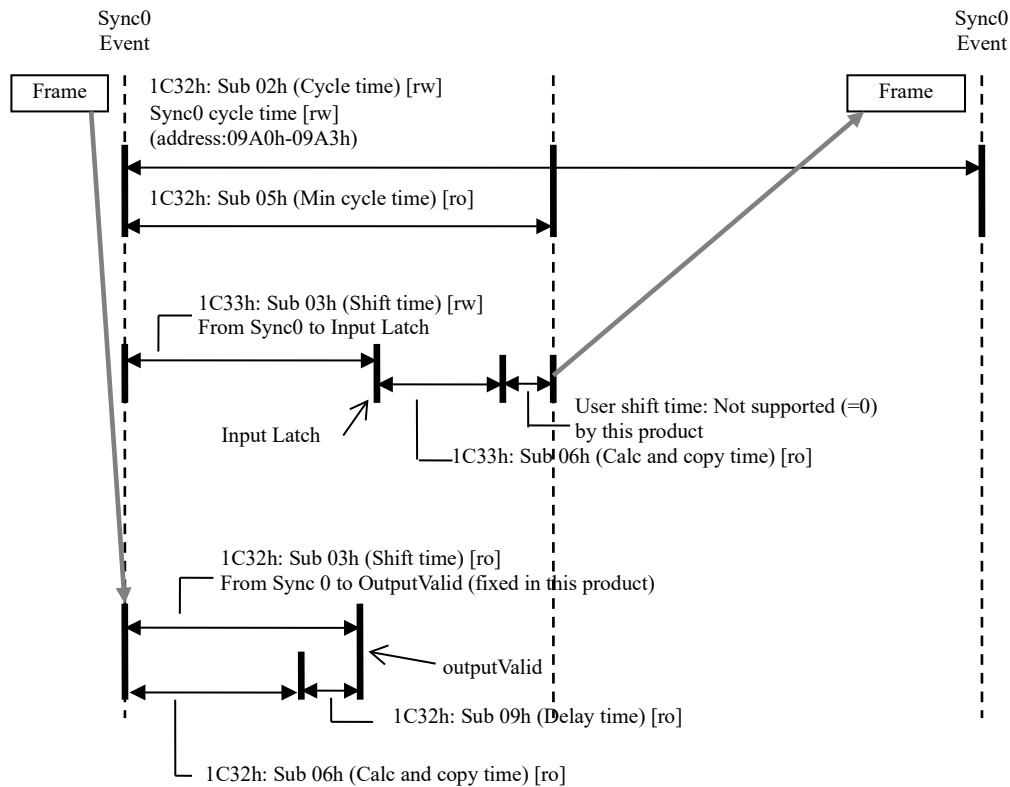 Sync0
Event
Sync0
Event
Frame
1C32h: Sub 02h (Cycle time) [rw]
Sync0 cycle time [rw]
(address:09A0h-09A3h)
Frame
1C32h: Sub 05h (Min cycle time) [ro]
1C33h: Sub 03h (Shift time) [rw]
From Sync0 to Input Latch
Input Latch
User shift time: Not supported (=0)
by this product
1C33h: Sub 06h (Calc and copy time) [ro]
1C32h: Sub 03h (Shift time) [ro]
From Sync 0 to OutputValid (fixed in this product)
outputValid
1C32h: Sub 09h (Delay time) [ro]
1C32h: Sub 06h (Calc and copy time) [ro]